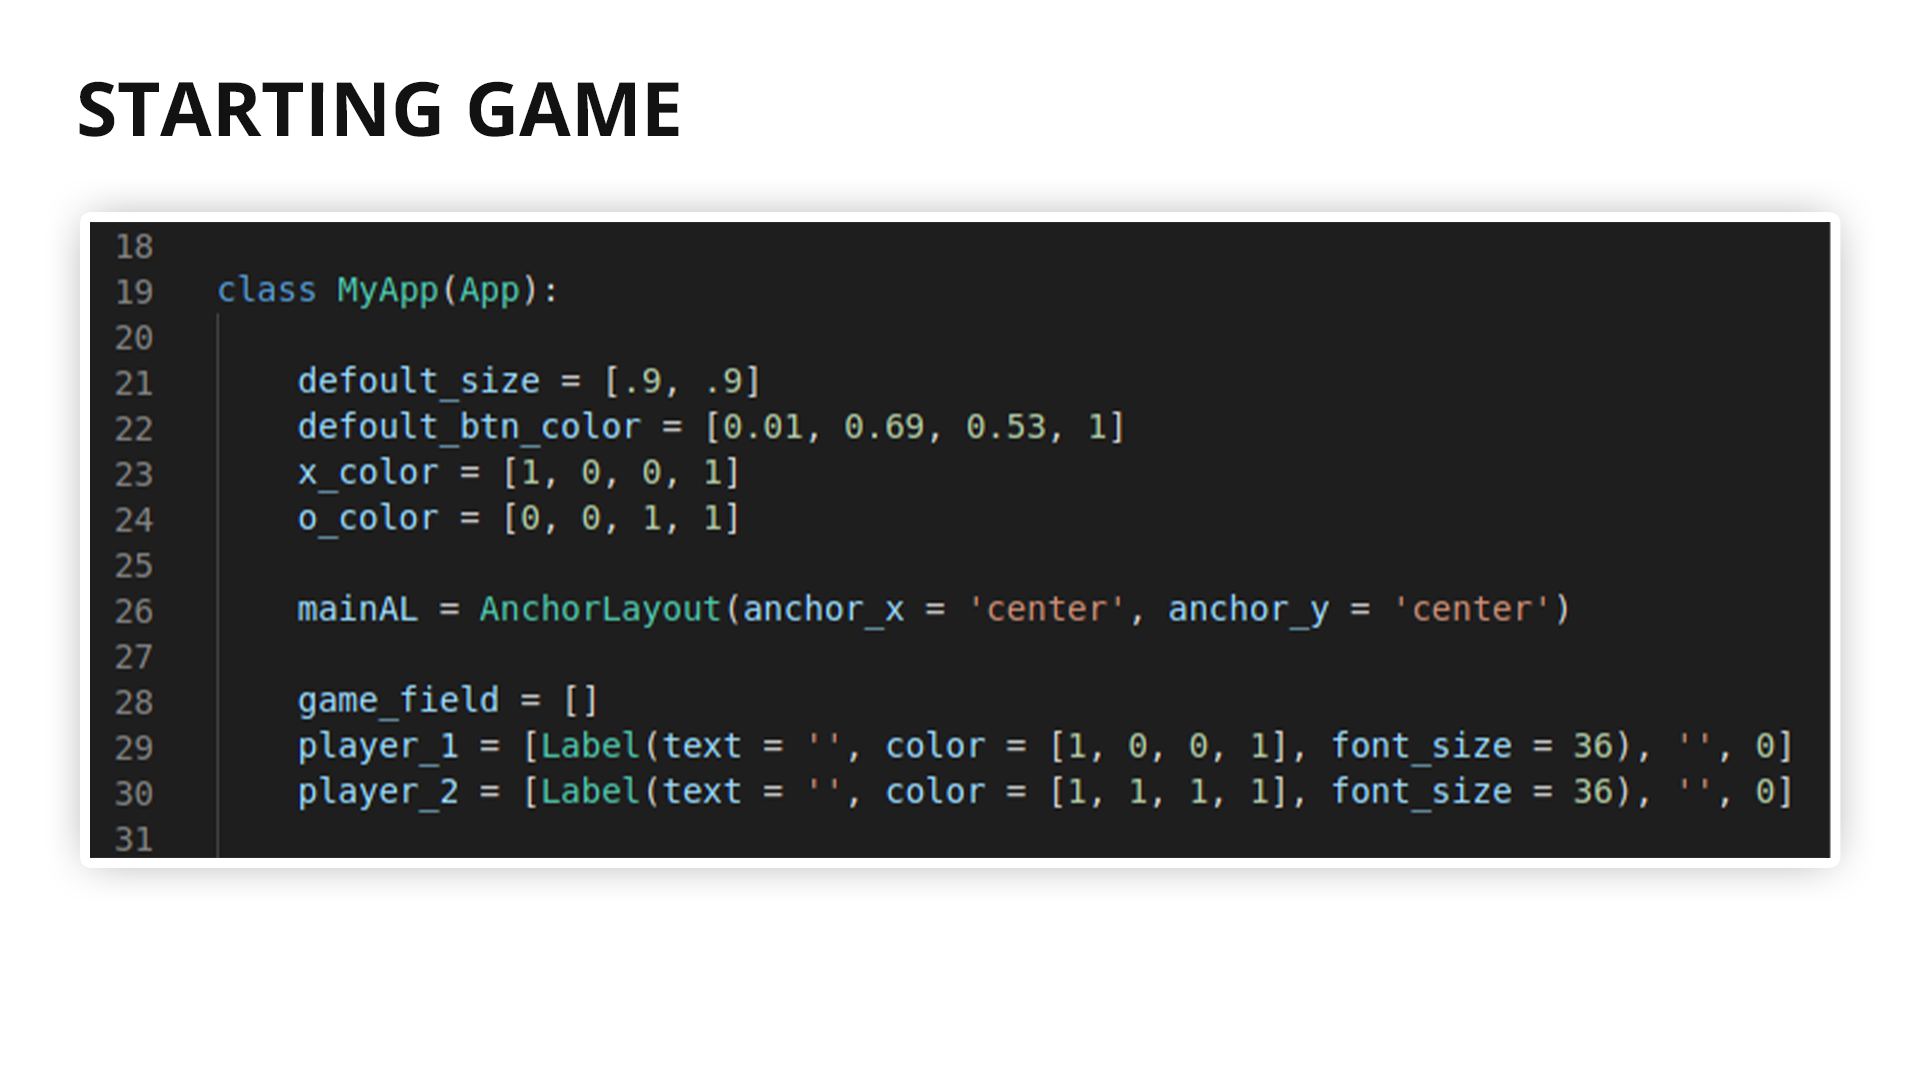 STARTING GAME
18
19 class MyApp(App):
20
21 defoult_size = [.9, .9]
22 defoult_btn_color = [0.01, 0.69, 0.53, 1]
23 x_color = [1, 0, 0, 1]
24 o_color = [0, 0, 1, 1]
25
26 mainAL = AnchorLayout(anchor_x = 'center', anchor_y = 'center')
27
28 game_field = []
29 player_1 = [Label(text = '', color = [1, 0, 0, 1], font_size = 36), '', 0]
30 player_2 = [Label(text = '', color = [1, 1, 1, 1], font_size = 36), '', 0]
31